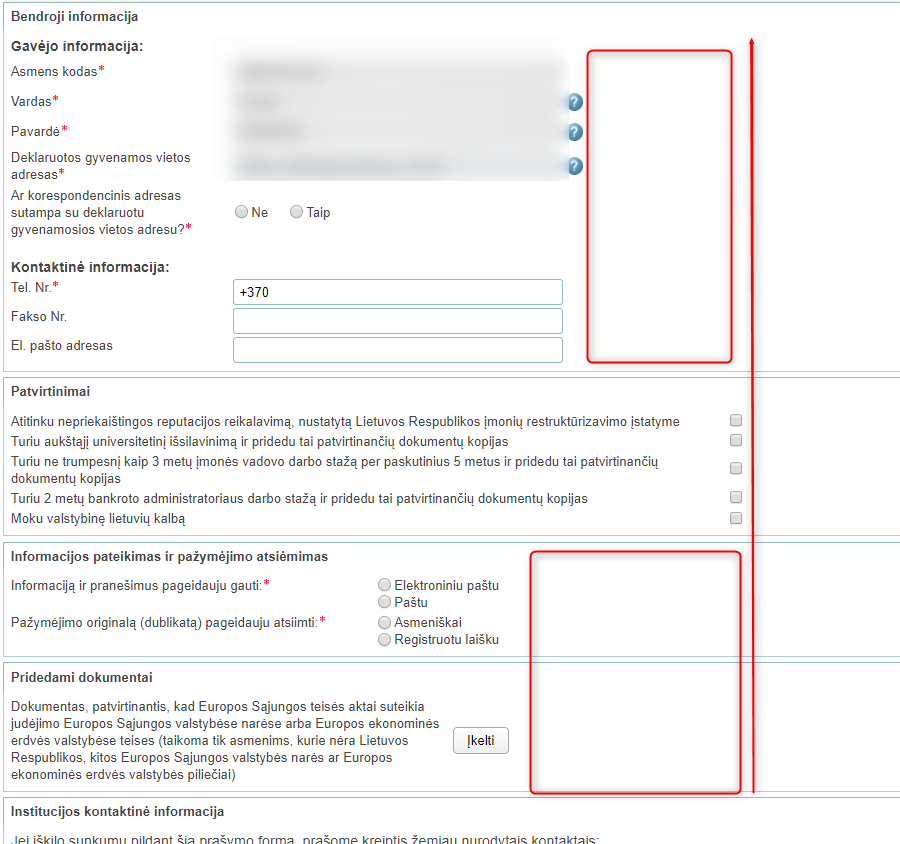 Bendroji informacija
Gavėjo informacija:
Asmens kodas*
Vardas*
?
Pavardė*
?
Deklaruotos gyvenamos vietos
adresas*
?
Ar korespondencinis adresas
sutampa su deklaruotu
gyvenamosios vietos adresu?*
Ne Taip
Kontaktinė informacija:
Tel. Nr.*
+370
Fakso Nr.
El. pašto adresas
Patvirtinimai
Atitinku nepriekaištingos reputacijos reikalavimą, nustatytą Lietuvos Respublikos įmonių restruktūrizavimo įstatyme
Turiu aukštąjį universitetinį išsilavinimą ir pridedu tai patvirtinančių dokumentų kopijas
Turiu ne trumpesnį kaip 3 metų įmonės vadovo darbo stažą per paskutinius 5 metus ir pridedu tai patvirtinančių
dokumentų kopijas
Turiu 2 metų bankroto administratoriaus darbo stažą ir pridedu tai patvirtinančių dokumentų kopijas
Moku valstybinę lietuvių kalbą
Informacijos pateikimas ir pažymėjimo atsiėmimas
Informaciją ir pranešimus pageidauju gauti:*
Elektroniniu paštu
Paštu
Pažymėjimo originalą (dublikatą) pageidauju atsiimti:*
Asmeniškai
Registruotu laišku
Pridedami dokumentai
Dokumentas, patvirtinantis, kad Europos Sąjungos teisės aktai suteikia
judėjimo Europos Sąjungos valstybėse narėse arba Europos ekonominės
erdvės valstybėse teises (taikoma tik asmenims, kurie nėra Lietuvos
Respublikos, kitos Europos Sąjungos valstybės narės ar Europos
ekonominės erdvės valstybė piliečiai)
Įkelti
Institucijos kontaktinė informacija
Jei iškilo sunkumų pildant šią prašymo formą, prašome kreiptis žemiau nurodytais kontaktais: